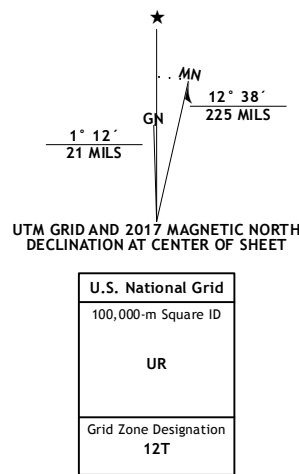 ★
MN
GN
12° 38´
225 MILS
1° 12´
21 MILS
UTM GRID AND 2017 MAGNETIC NORTH
DECLINATION AT CENTER OF SHEET
U.S. National Grid
100,000-m Square ID
UR
Grid Zone Designation
12T